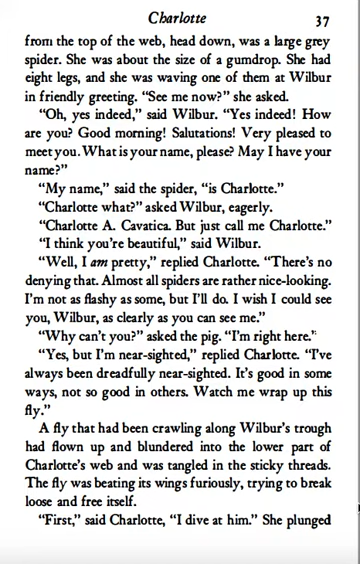 Charlotte 37
from the top of the web, head down, was a large grey
spider. She was about the size of a gumdrop. She had
eight legs, and she was waving one of them at Wilbur
in friendly greeting. “See me now?” she asked.
“Oh, yes indeed,” said Wilbur. “Yes indeed! How
are you? Good morning! Salutations! Very pleased to
meet you. What is your name, please? May I have your
name?”
“My name,” said the spider, “is Charlotte.”
“Charlotte what?” asked Wilbur, eagerly.
“Charlotte A. Cavatica. But just call me Charlotte.”
“I think you’re beautiful,” said Wilbur.
“Well, I am pretty,” replied Charlotte. “There’s no
denying that. Almost all spiders are rather nice-looking.
I’m not as flashy as some, but I’ll do. I wish I could see
you, Wilbur, as clearly as you can see me.”
“Why can’t you?” asked the pig. “I’m right here.”
“Yes, but I’m near-sighted,” replied Charlotte. “I’ve
always been dreadfully near-sighted. It’s good in some
ways, not so good in others. Watch me wrap up this
fly.”
A fly that had been crawling along Wilbur’s trough
had flown up and blundered into the lower part of
Charlotte’s web and was tangled in the sticky threads.
The fly was beating its wings furiously, trying to break
loose and free itself.
“First,” said Charlotte, “I dive at him.” She plunged